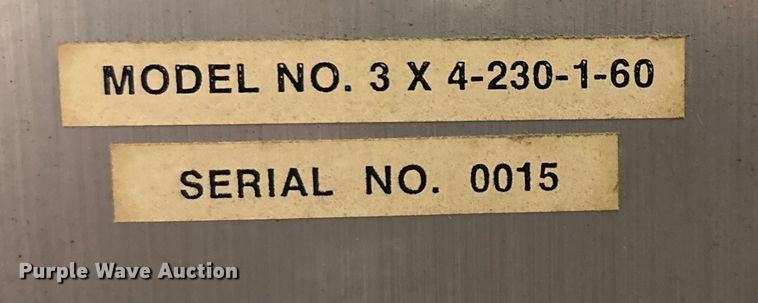 MODEL NO. 3 X 4-230-1-60
SERIAL NO. 0015
Purple Wave Auction